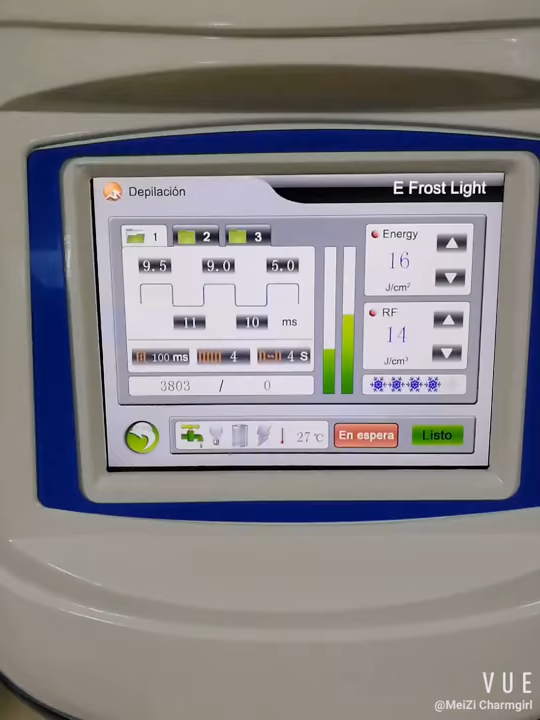 Depilación
E Frost Light
1 2 3
9.5 9.0 5.0
11 10 ms
100 ms 4 4 S
3803 / 0
Energy
16
J/cm²
RF
14
J/cm³
27℃
En espera
Listo
VUE
@MeiZi Charmgirl